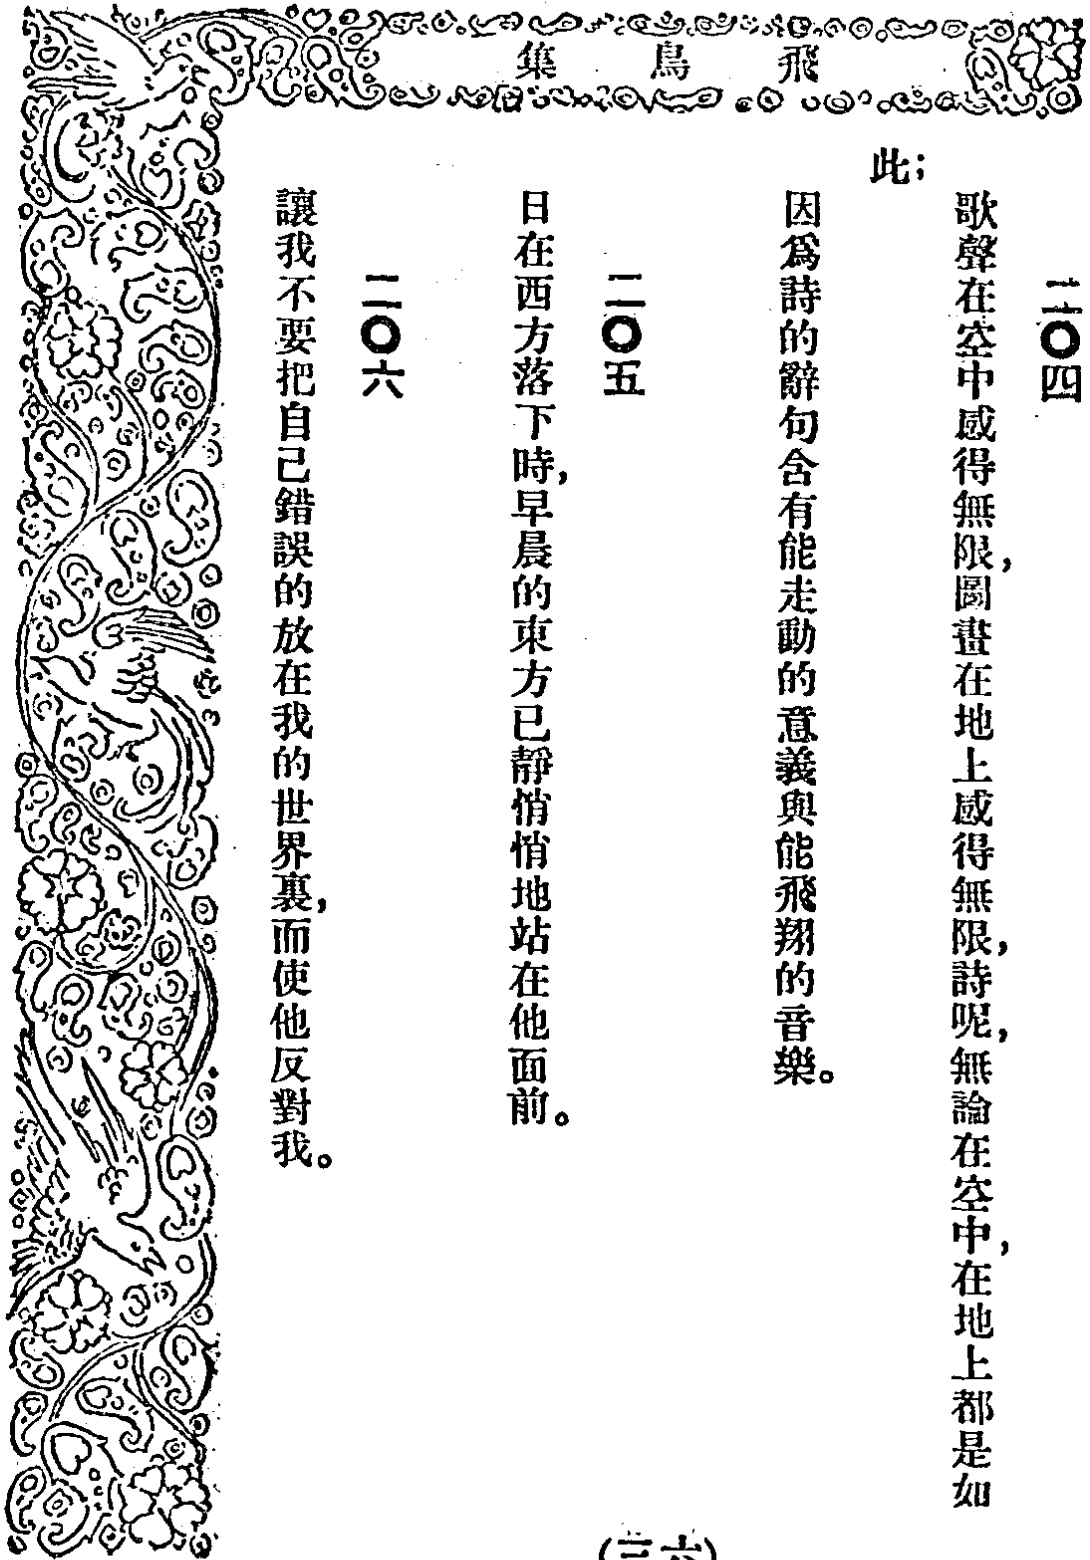 飛鳥集
二〇四
歌聲在空中感得無限,圖畫在地上感得無限,詩呢,無論在空中,在地上都是如
此;
因爲詩的辭句含有能走動的意義與能飛翔的音樂。
二〇五
日在西方落下時,早晨的東方已靜悄悄地站在他面前。
二〇六
讓我不要把自己錯誤的放在我的世界裏,而使他反對我。
(三六)